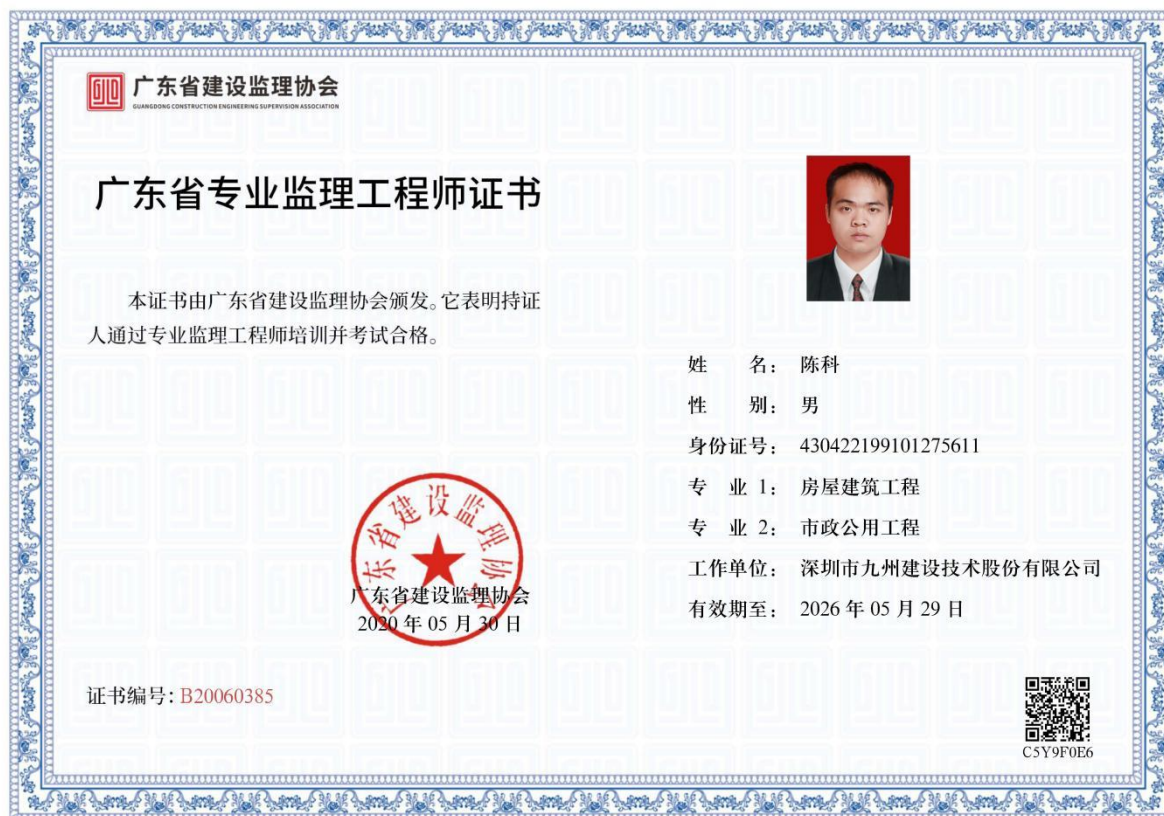 广东省建设监理协会
GUANGDONG CONSTRUCTION ENGINEERING SUPERVISION ASSOCIATION
广东省专业监理工程师证书
本证书由广东省建设监理协会颁发。它表明持证
人通过专业监理工程师培训并考试合格。
姓 名： 陈科
性 别： 男
身份证号： 430422199101275611
专 业 1： 房屋建筑工程
专 业 2： 市政公用工程
工作单位： 深圳市九州建设技术股份有限公司
有效期至： 2026 年 05 月 29 日
广东省建设监理协会
广东省建设监理协会
2020 年 05 月 30 日
证书编号：B20060385
C5Y9F0E6